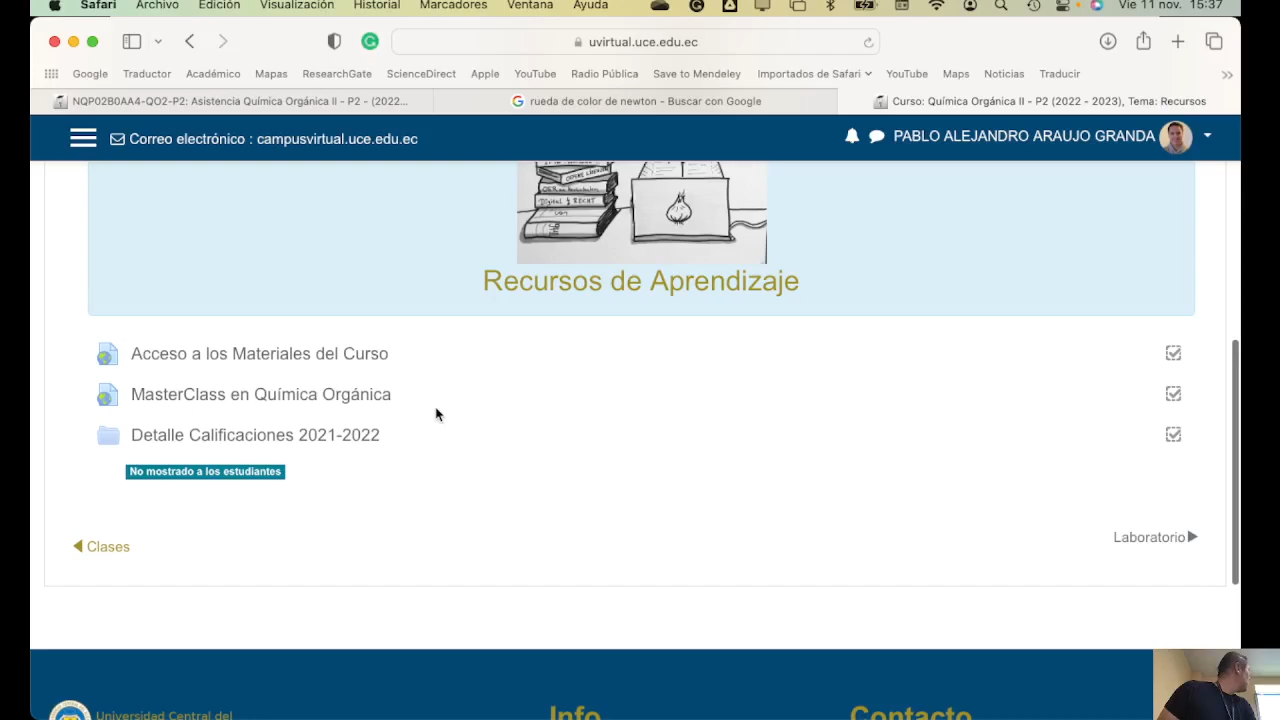 Safari Archivo Edición Visualización Historial Marcadores Ventana Ayuda Vie 11 nov. 15:37
uvirtual.uce.edu.ec
Google Traductor Académico Mapas ResearchGate ScienceDirect Apple YouTube Radio Pública Save to Mendeley Importados de Safari YouTube Maps Noticias Traducir
NQP02B0AA4-QO2-P2: Asistencia Química Orgánica II - P2 - (2022... rueda de color de newton - Buscar con Google Curso: Química Orgánica II - P2 (2022 - 2023), Tema: Recursos
Correo electrónico : campusvirtual.uce.edu.ec PABLO ALEJANDRO ARAUJO GRANDA
Recursos de Aprendizaje
Acceso a los Materiales del Curso
MasterClass en Química Orgánica
Detalle Calificaciones 2021-2022
No mostrado a los estudiantes
Clases
Laboratorio
Universidad Central del
Info
Contacto